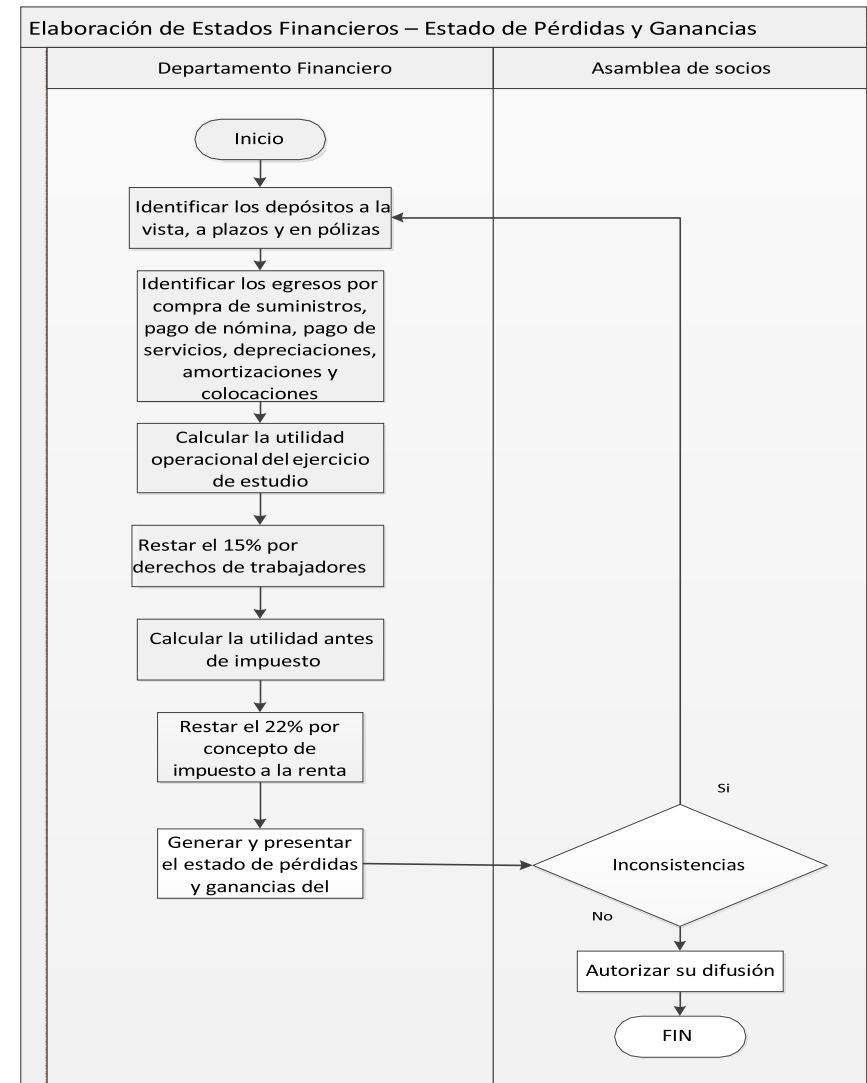 Elaboración de Estados Financieros – Estado de Pérdidas y Ganancias
Departamento Financiero
Asamblea de socios
Inicio
Identificar los depósitos a la
vista, a plazos y en pólizas
Identificar los egresos por
compra de suministros,
pago de nómina, pago de
servicios, depreciaciones,
amortizaciones y
colocaciones
Calcular la utilidad
operacional del ejercicio
de estudio
Restar el 15% por
derechos de trabajadores
Calcular la utilidad antes
de impuesto
Restar el 22% por
concepto de
impuesto a la renta
Generar y presentar
el estado de pérdidas
y ganancias del
Si
Inconsistencias
No
Autorizar su difusión
FIN